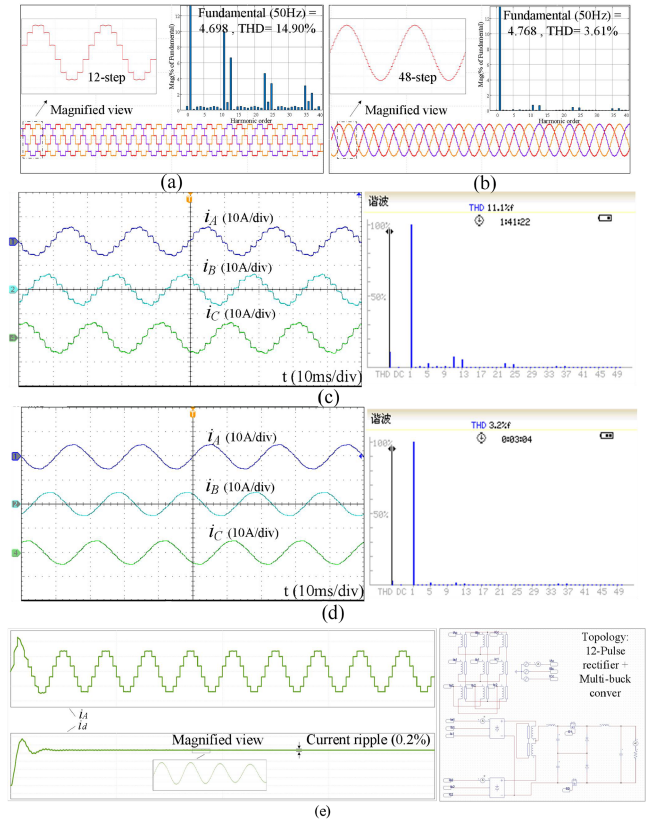 Fundamental (50Hz) =
4.698 , THD= 14.90%
Mag(% of Fundamental)
12-step
Magnified view
Harmonic order
(a)
Fundamental (50Hz) =
4.768 , THD= 3.61%
Mag(% of Fundamental)
48-step
Magnified view
Harmonic order
(b)
iA (10A/div)
iB (10A/div)
iC (10A/div)
t (10ms/div)
谐波
THD 11.1%f
1:41:22
100%
50%
THD DC 1 5 9 13 17 21 25 29 33 37 41 45 49
(c)
iA (10A/div)
iB (10A/div)
iC (10A/div)
t (10ms/div)
谐波
THD 3.2%f
0:03:04
100%
50%
THD DC 1 5 9 13 17 21 25 29 33 37 41 45 49
(d)
iA
id
Magnified view
Current ripple (0.2%)
Topology:
12-Pulse
rectifier +
Multi-buck
conver
(e)